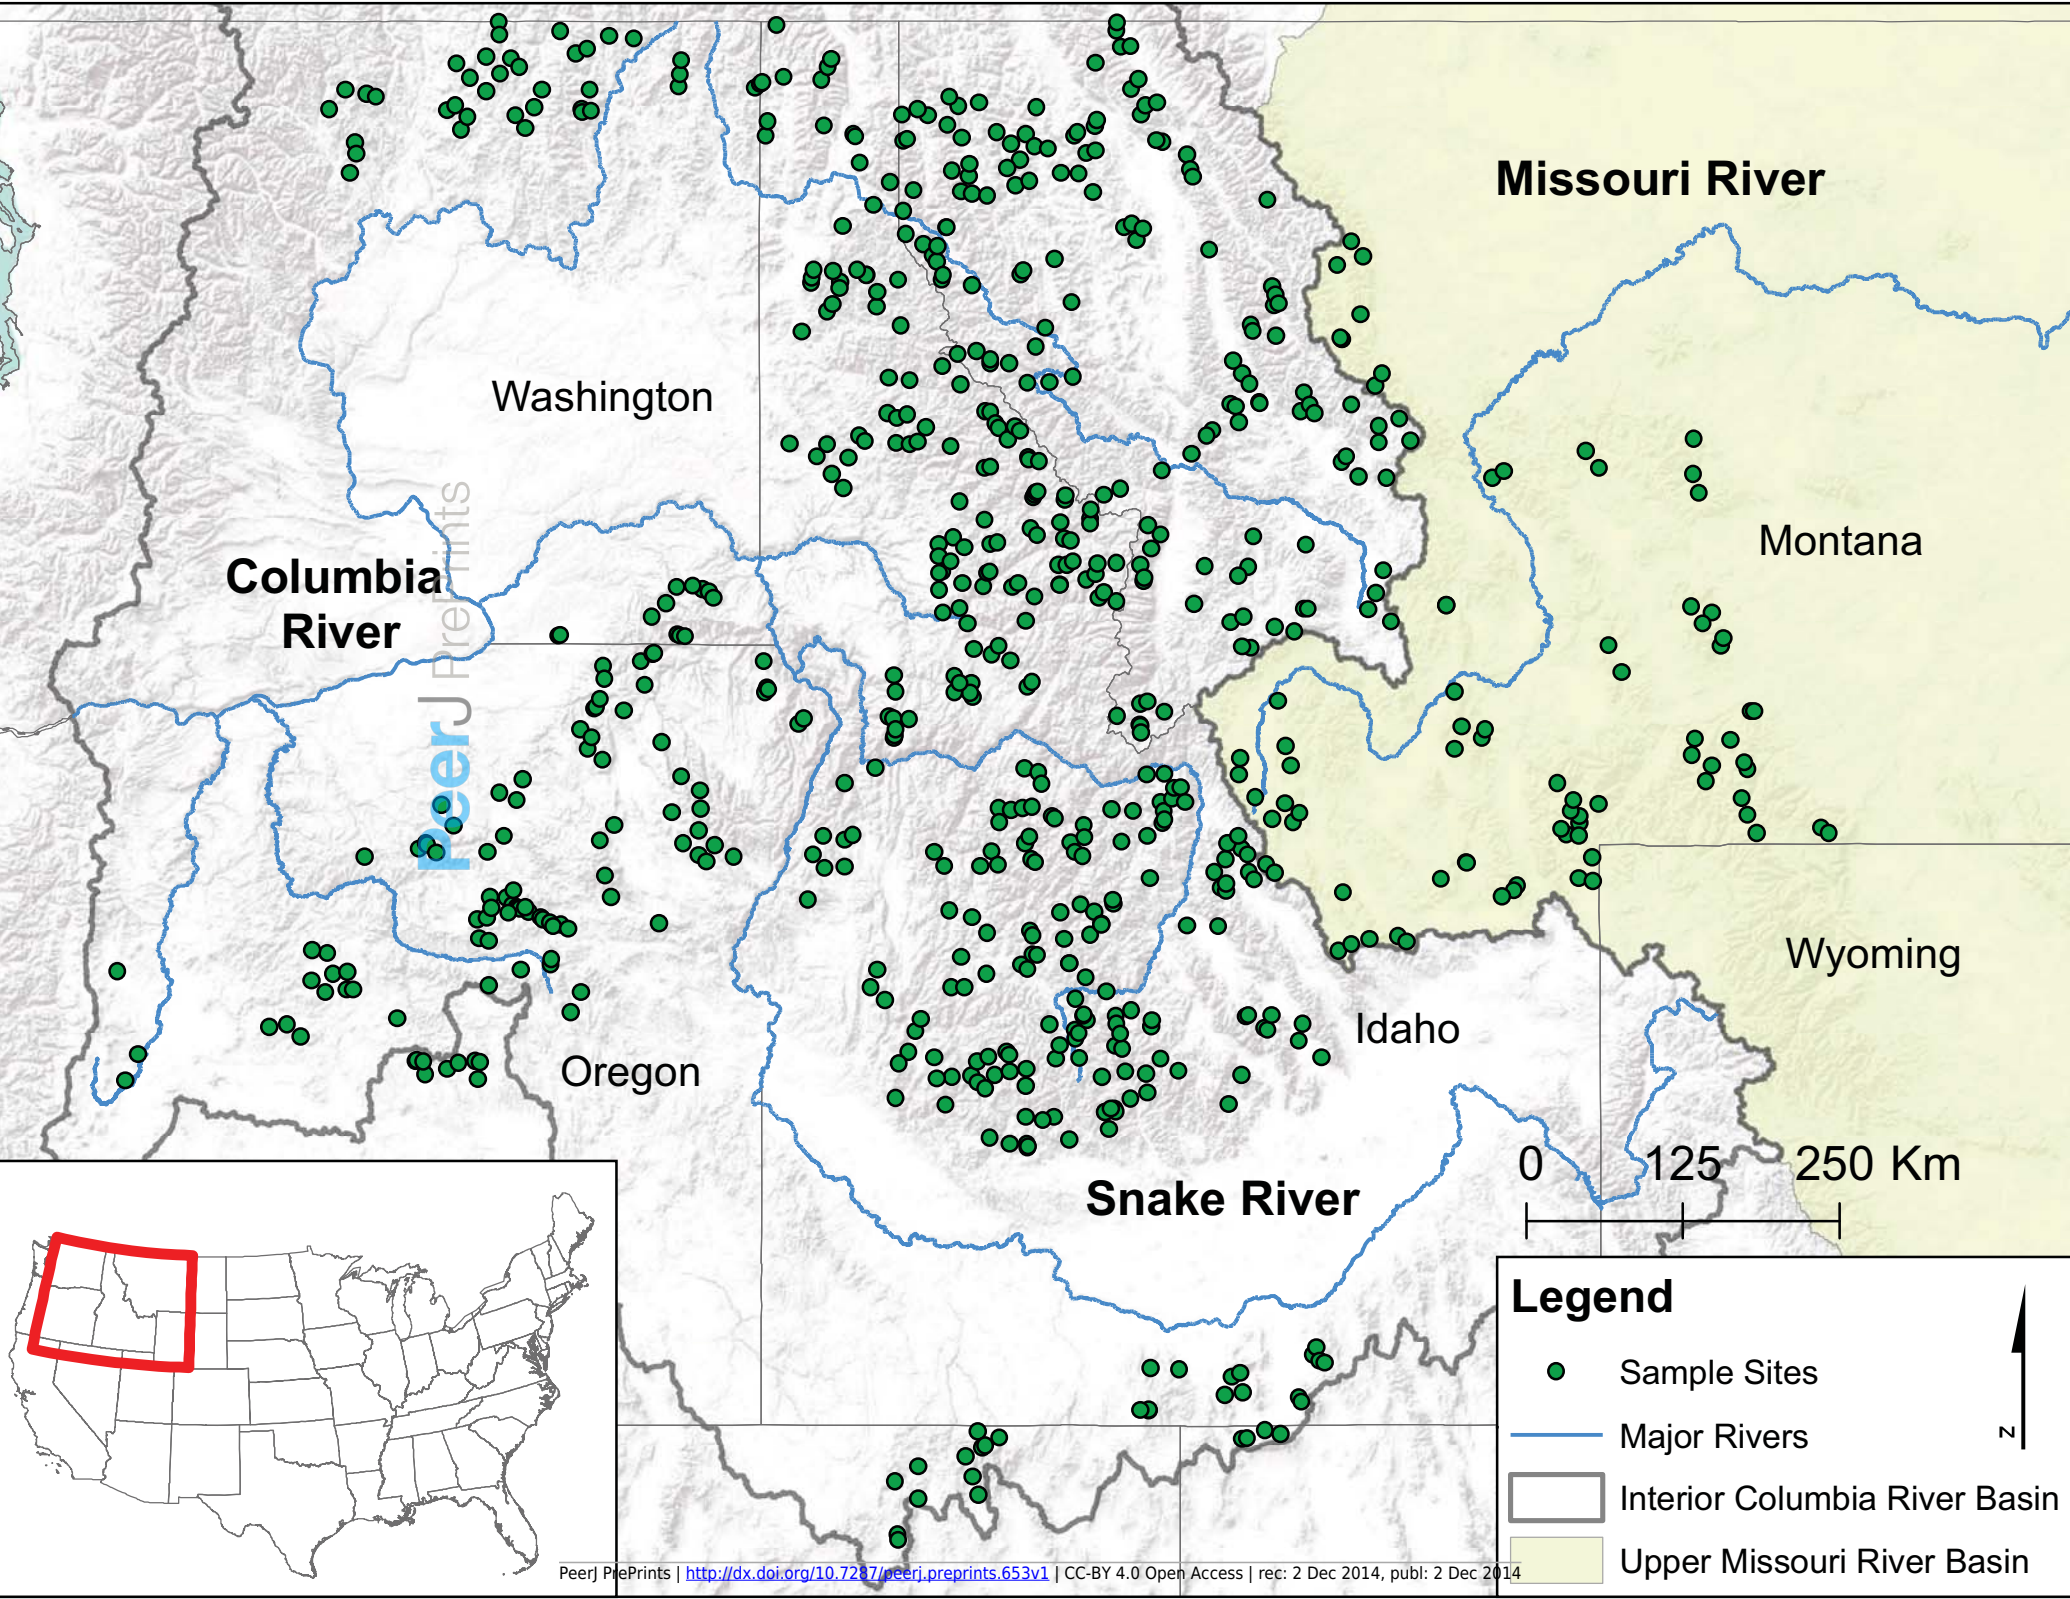 Missouri River
Washington
Montana
Columbia
River
PeerJ PrePrints
Wyoming
Idaho
Oregon
0 125 250 Km
Snake River
Legend
Sample Sites
Major Rivers
N
Interior Columbia River Basin
Upper Missouri River Basin
PeerJ PrePrints | http://dx.doi.org/10.7287/peerj.preprints.653v1 | CC-BY 4.0 Open Access | rec: 2 Dec 2014, publ: 2 Dec 2014